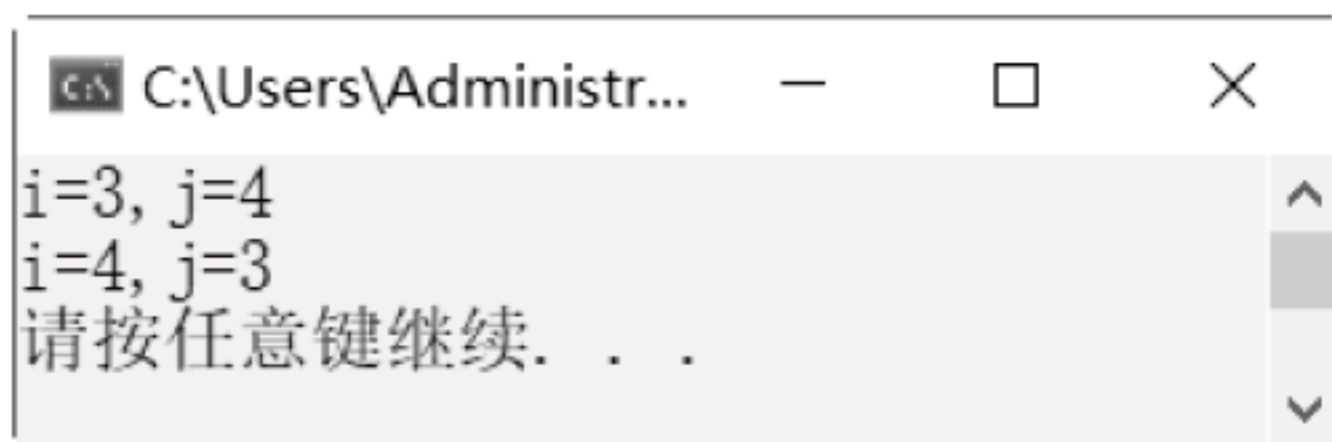 C:\Users\Administr...
i=3, j=4
i=4, j=3
请按任意键继续. . .